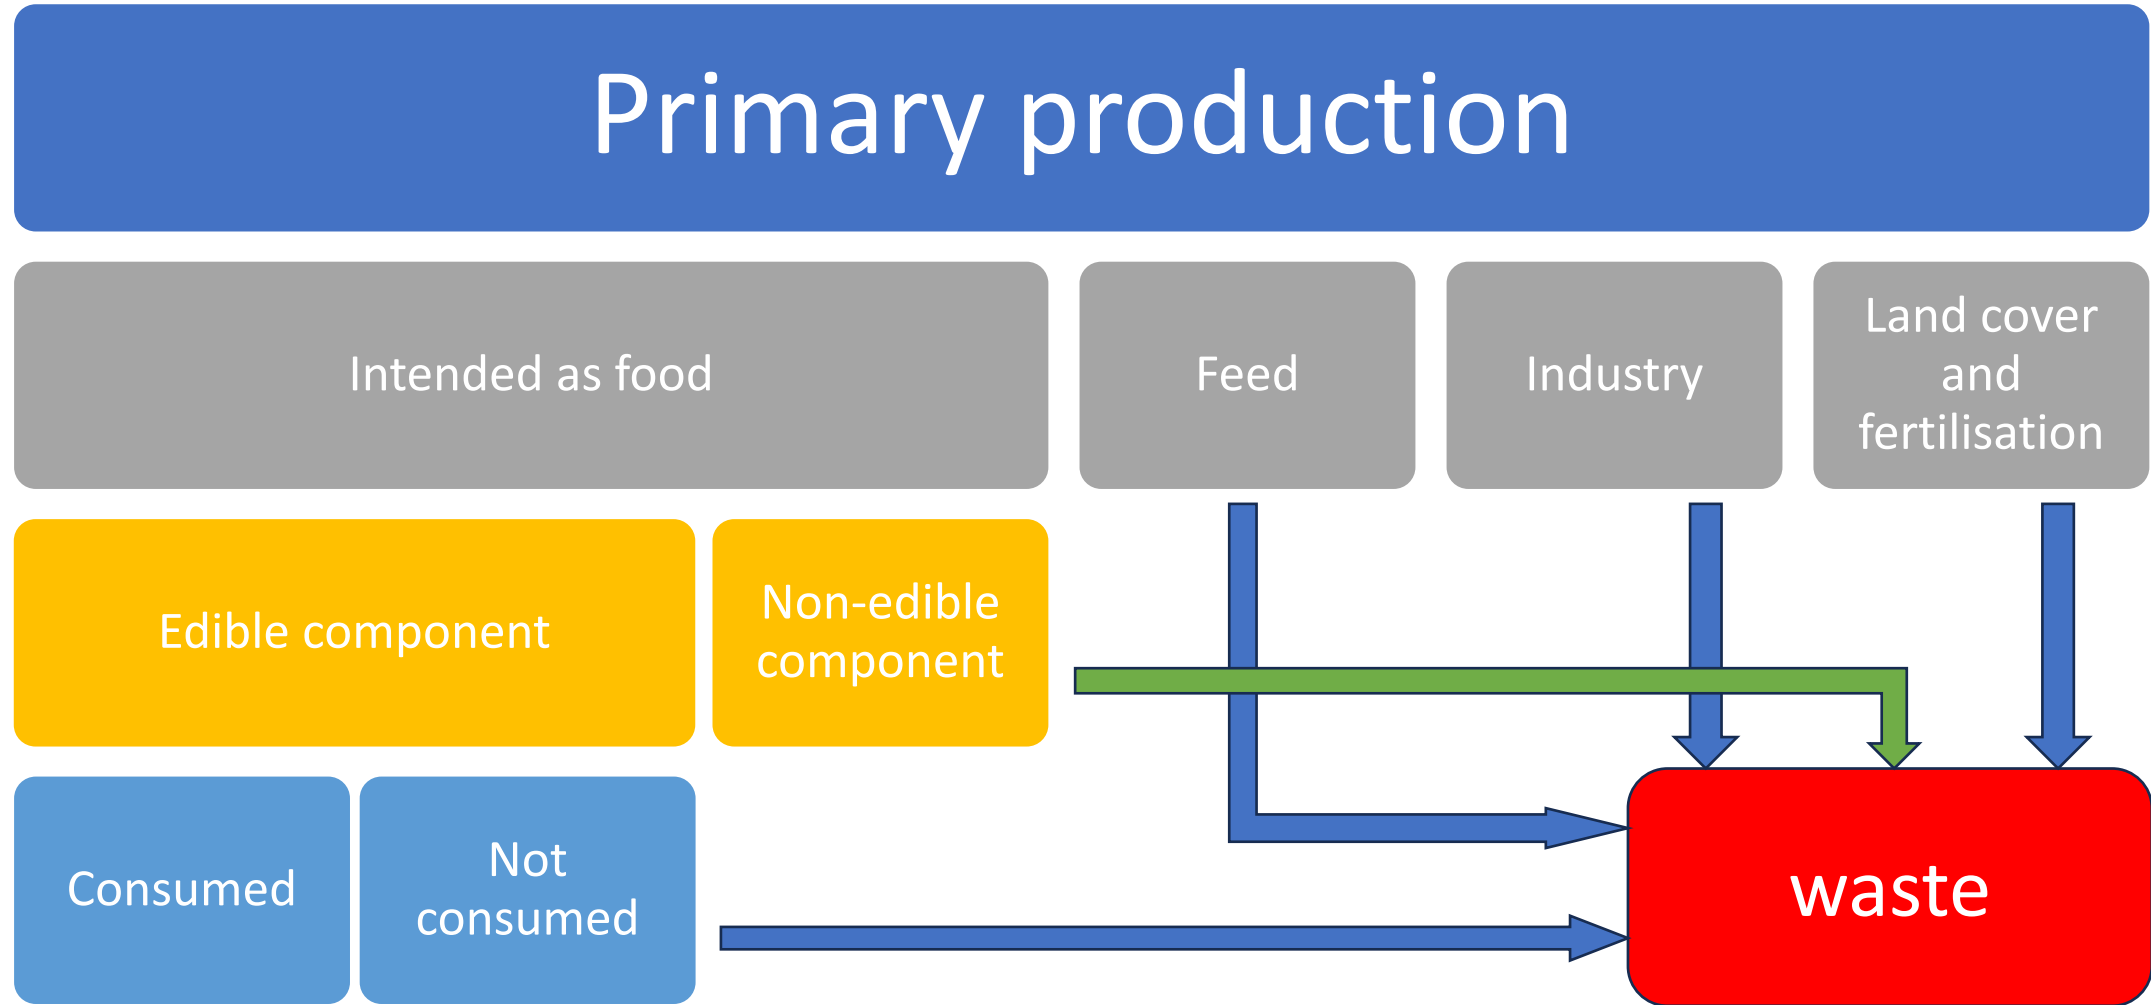 Primary production
Intended as food
Feed
Industry
Land cover
and
fertilisation
Edible component
Non-edible
component
Consumed
Not
consumed
waste